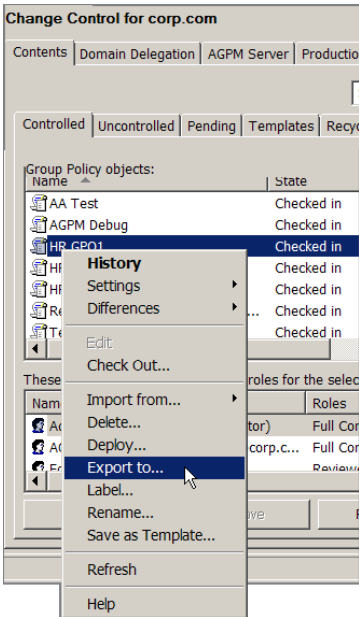 Change Control for corp.com
Contents Domain Delegation AGPM Server Productio
Controlled Uncontrolled Pending Templates Recy
Group Policy objects:
Name State
AA Test Checked in
AGPM Debug Checked in
HR GPO1 Checked in
History
Checked in
Settings
Checked in
Differences
... Checked in
Checked in
Edit
Check Out...
These roles for the selec
Import from...
Nam Roles
Delete...
tor) Full Cor
Deploy...
corp.c... Full Cor
Export to...
Reviewe
Label...
Rename...
Save as Template...
Refresh
Help